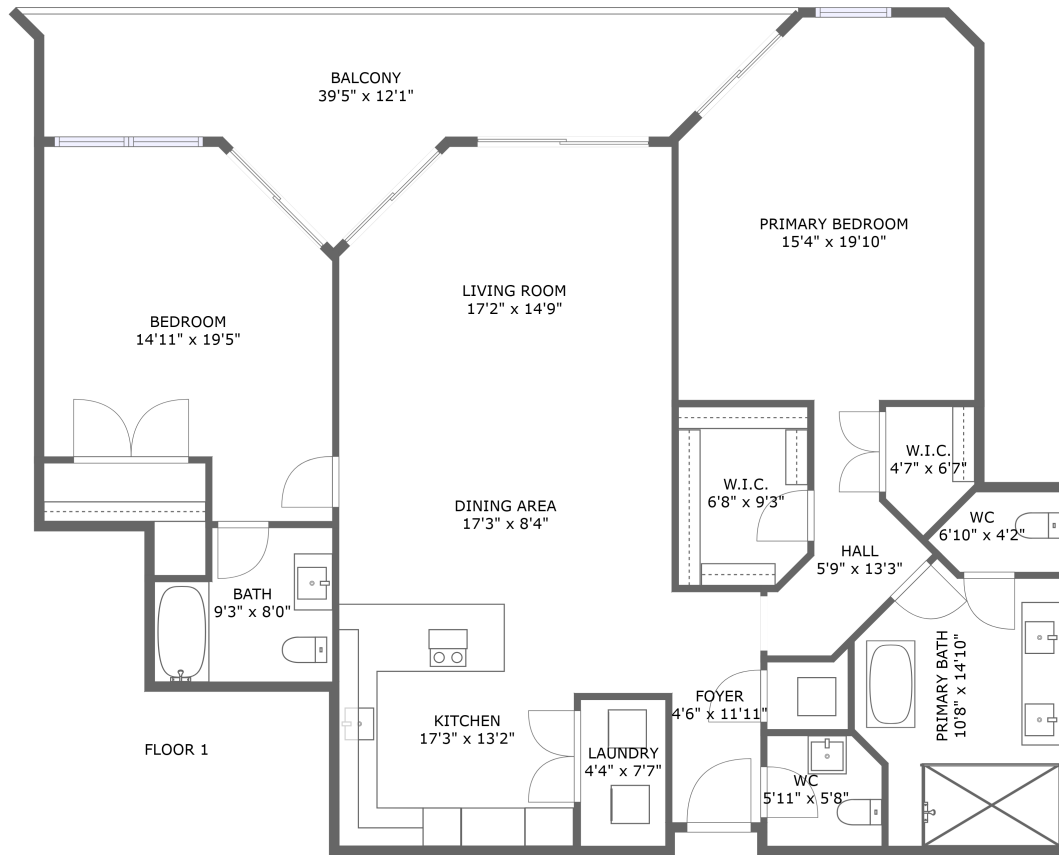 BALCONY
39'5" x 12'1"
PRIMARY BEDROOM
15'4" x 19'10"
LIVING ROOM
17'2" x 14'9"
BEDROOM
14'11" x 19'5"
W.I.C.
4'7" x 6'7"
W.I.C.
6'8" x 9'3"
DINING AREA
17'3" x 8'4"
WC
6'10" x 4'2"
HALL
5'9" x 13'3"
BATH
9'3" x 8'0"
PRIMARY BATH
10'8" x 14'10"
FOYER
4'6" x 11'11"
KITCHEN
17'3" x 13'2"
FLOOR 1
LAUNDRY
4'4" x 7'7"
WC
5'11" x 5'8"